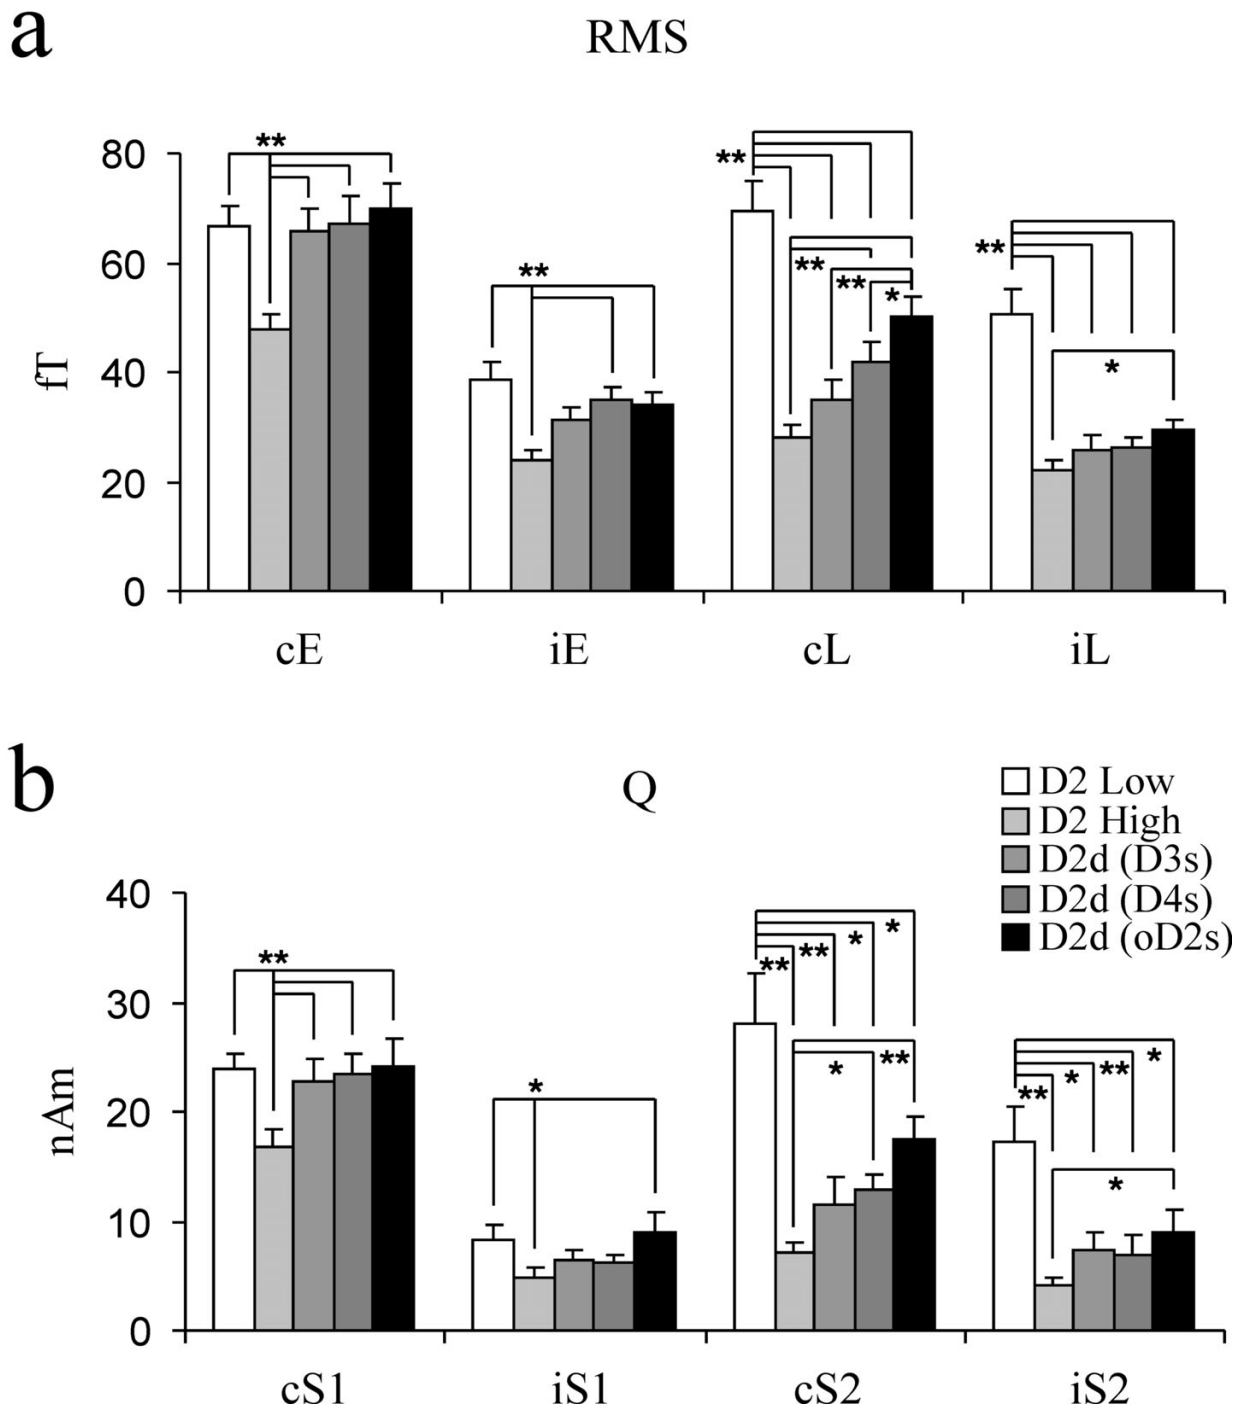 a
RMS
**
**
**
**
**
**
*
*
80
60
40
20
0
fT
cE iE cL iL
b
Q
D2 Low
D2 High
D2d (D3s)
D2d (D4s)
D2d (oD2s)
**
*
**
**
*
*
*
**
**
*
**
*
*
40
30
20
10
0
nAm
cS1 iS1 cS2 iS2